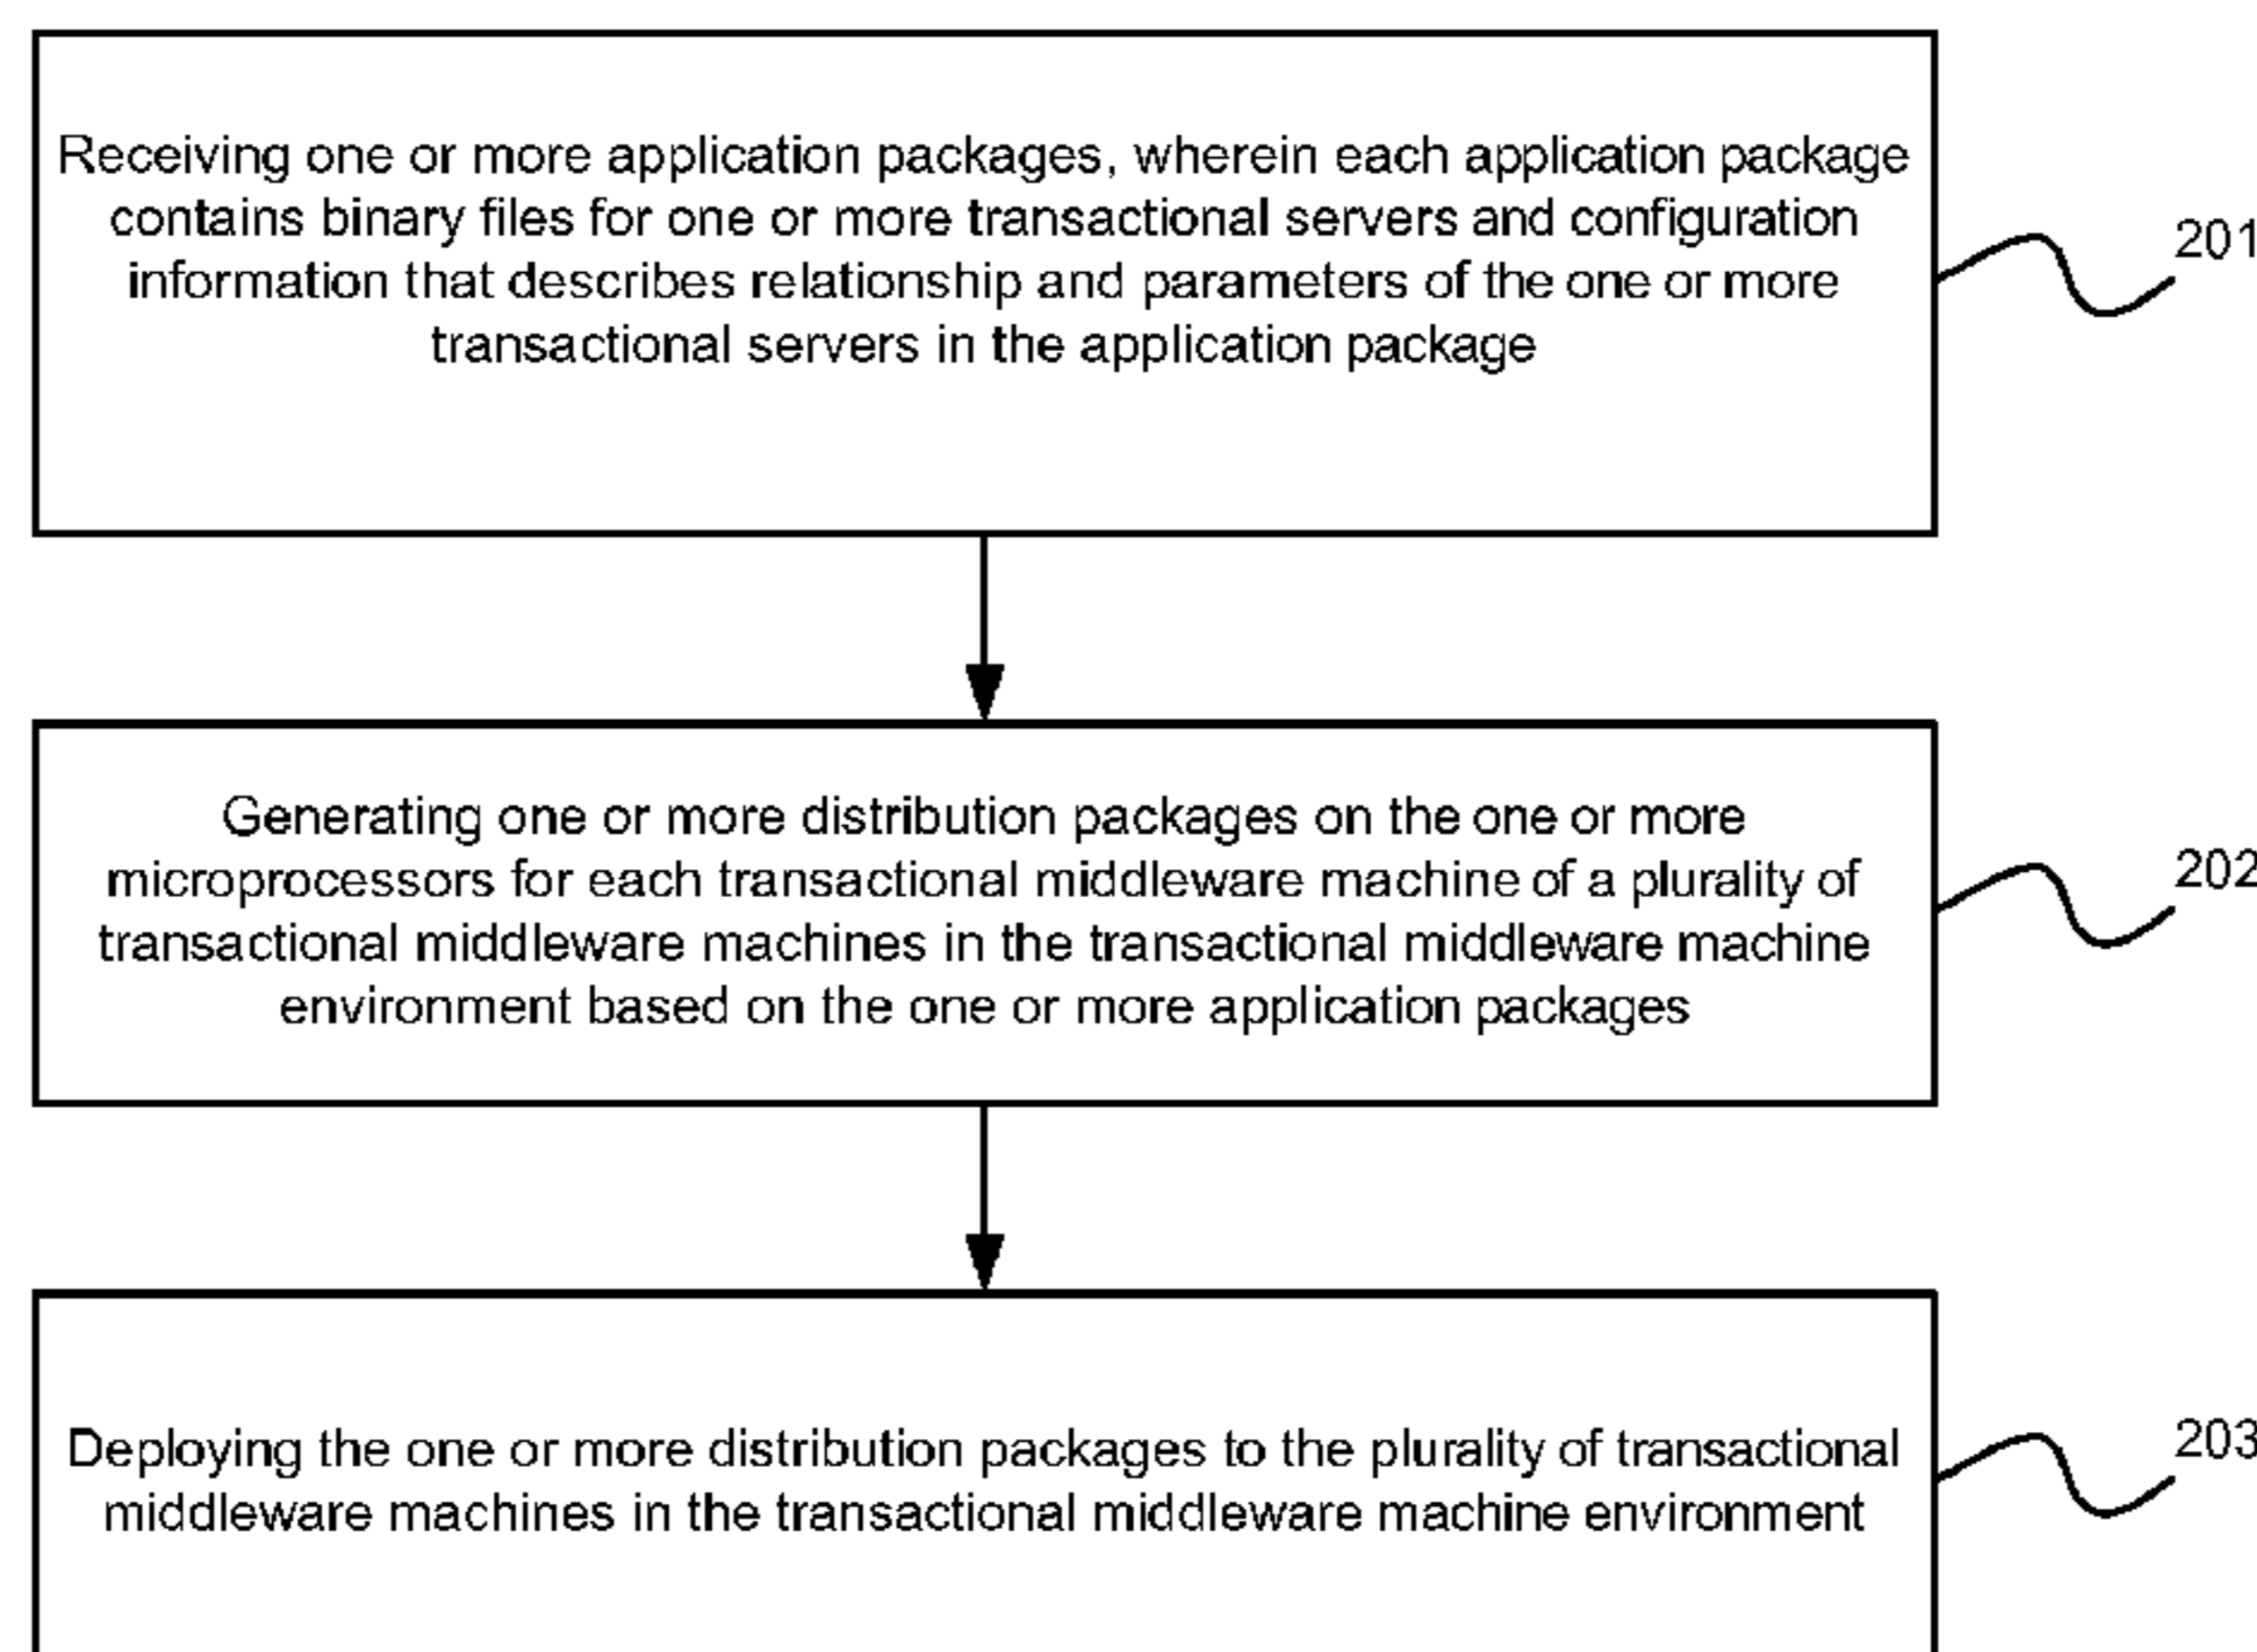 Receiving one or more application packages, wherein each application package
contains binary files for one or more transactional servers and configuration
information that describes relationship and parameters of the one or more
transactional servers in the application package
201
Generating one or more distribution packages on the one or more
microprocessors for each transactional middleware machine of a plurality of
transactional middleware machines in the transactional middleware machine
environment based on the one or more application packages
202
Deploying the one or more distribution packages to the plurality of transactional
middleware machines in the transactional middleware machine environment
203